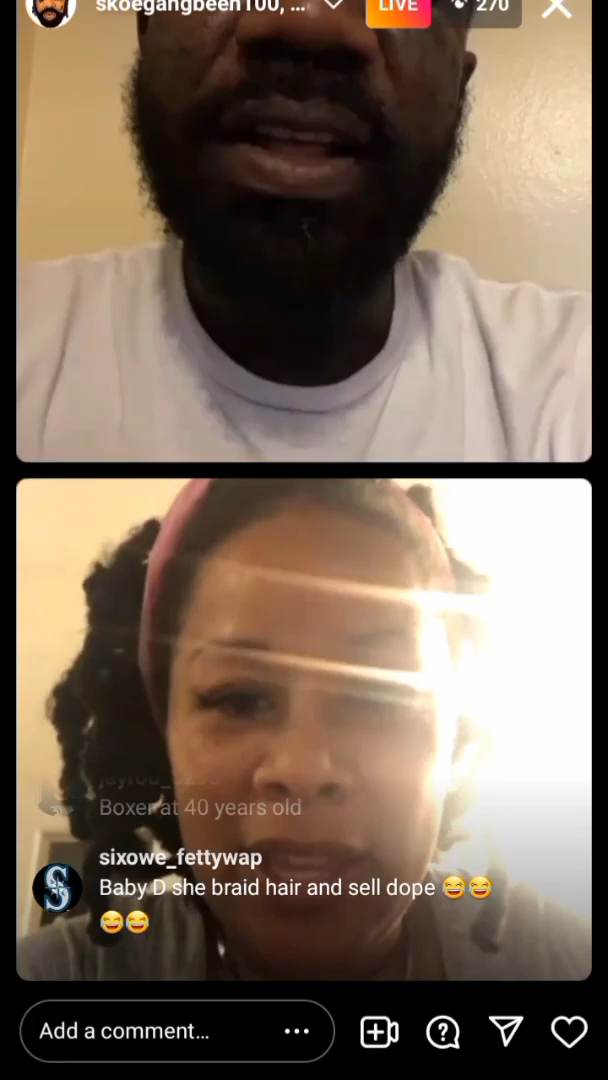 skoegangbeen100, ...
LIVE
270
Boxer at 40 years old
sixowe_fettywap
Baby D she braid hair and sell dope 😂😂
😂😂
Add a comment...